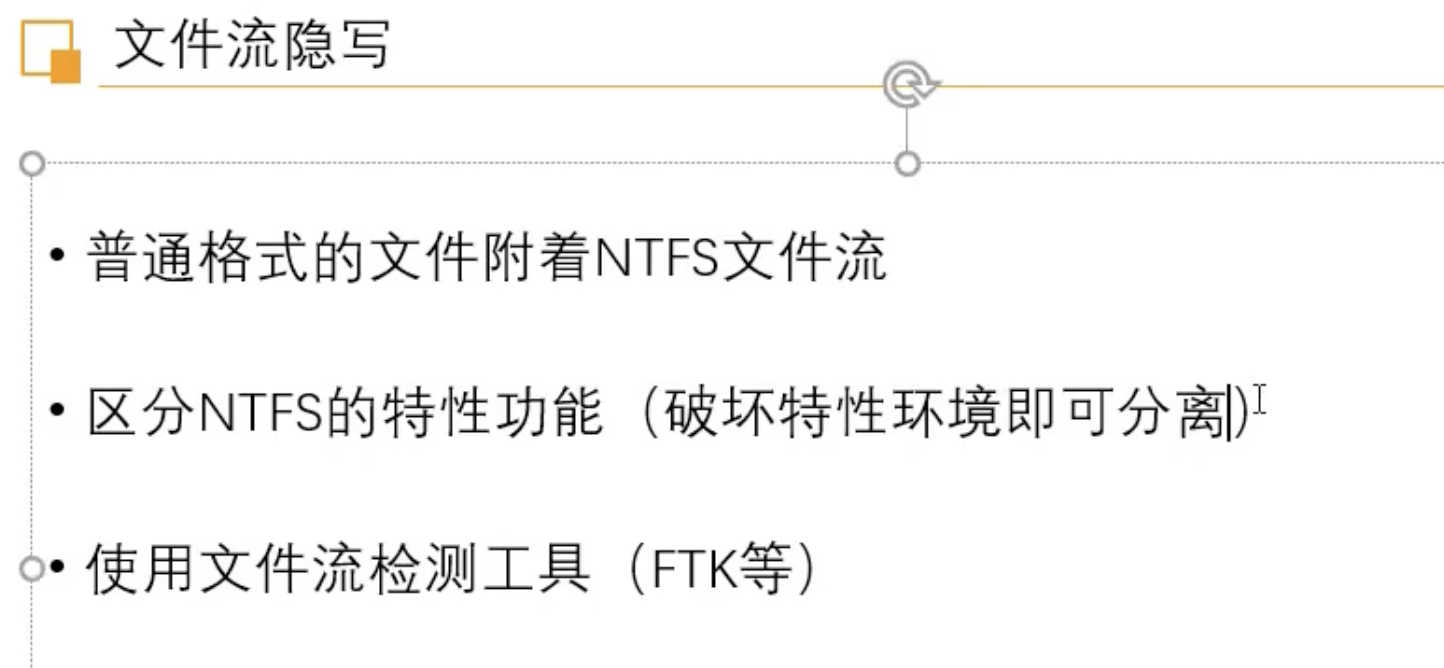 文件流隐写
• 普通格式的文件附着NTFS文件流
• 区分NTFS的特性功能（破坏特性环境即可分离）
• 使用文件流检测工具（FTK等）